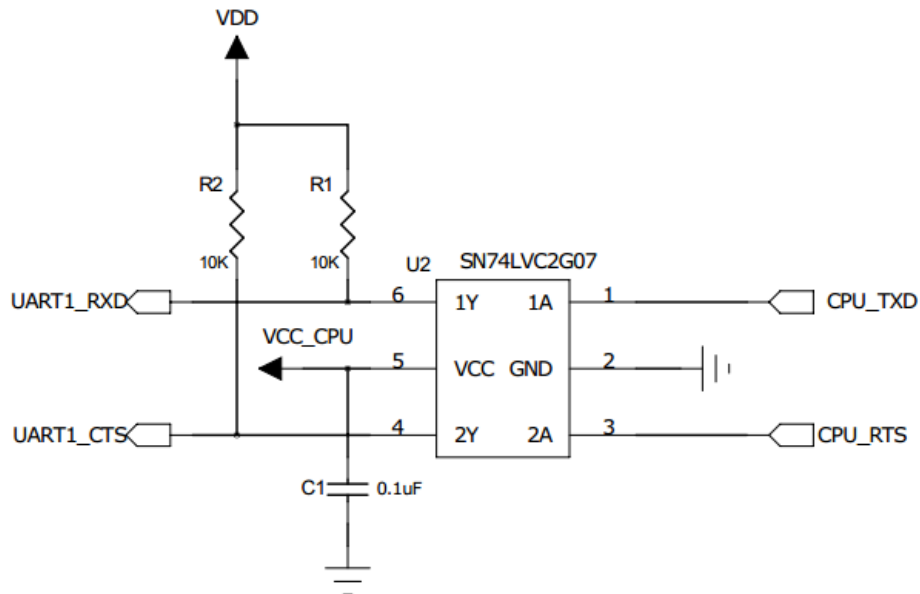 VDD
R2 R1
10K 10K
U2 SN74LVC2G07
UART1_RXD 6 1Y 1A 1 CPU_TXD
VCC_CPU 5 VCC GND 2
UART1_CTS 4 2Y 2A 3 CPU_RTS
C1 0.1uF